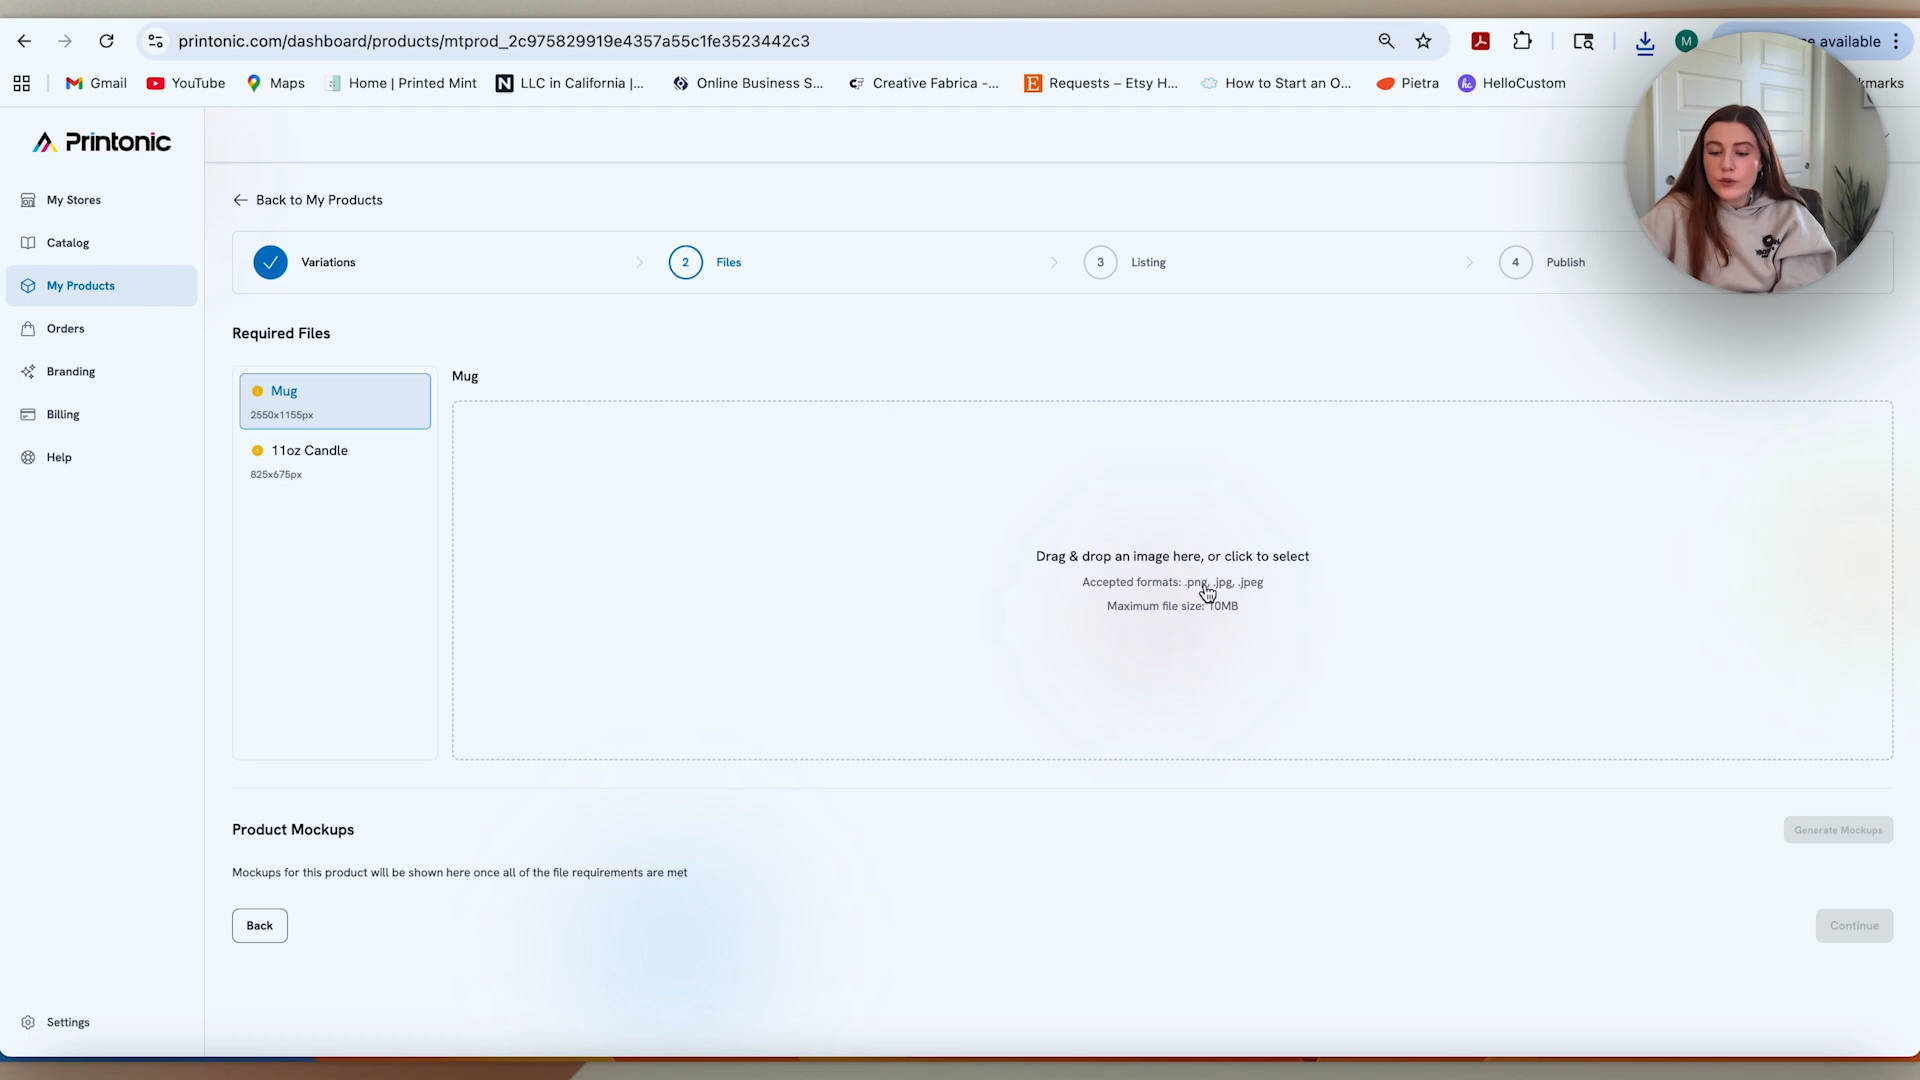 printonic.com/dashboard/products/mtprod_2c975829919e4357a55c1fe3523442c3
M
e available
Gmail
YouTube
Maps
Home | Printed Mint
LLC in California |...
Online Business S...
Creative Fabrica –...
Requests – Etsy H...
How to Start an O...
Pietra
HelloCustom
kmarks
Printonic
My Stores
Catalog
My Products
Orders
Branding
Billing
Help
Settings
Back to My Products
Variations
2 Files
3 Listing
4 Publish
Required Files
Mug
2550x1155px
11oz Candle
825x675px
Mug
Drag & drop an image here, or click to select
Accepted formats: .png, .jpg, .jpeg
Maximum file size: 10MB
Product Mockups
Generate Mockups
Mockups for this product will be shown here once all of the file requirements are met
Back
Continue